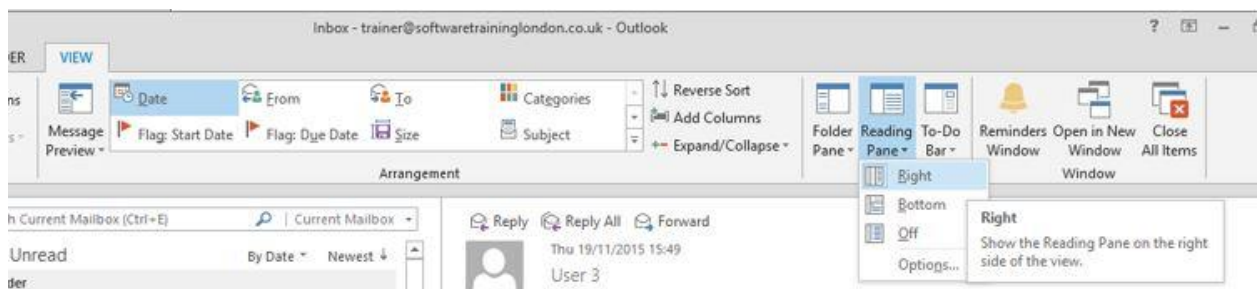 Inbox - trainer@softwaretraininglondon.co.uk - Outlook
?
ER VIEW
ns
Message Preview
Date From To Categories
Flag: Start Date Flag: Due Date Size Subject
Reverse Sort
Add Columns
Expand/Collapse
Arrangement
Folder Reading To-Do Reminders Open in New Close
Pane Pane Bar Window Window All Items
Window
Right
Bottom
Off
Options...
Right
Show the Reading Pane on the right
side of the view.
h Current Mailbox (Ctrl+E) Current Mailbox
Unread By Date Newest
der
Reply Reply All Forward
Thu 19/11/2015 15:49
User 3